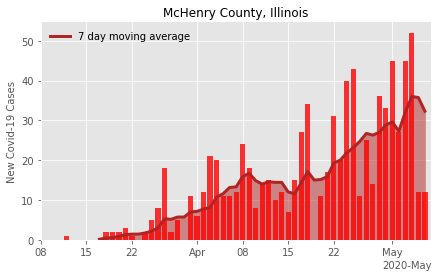 McHenry County, Illinois
7 day moving average
New Covid-19 Cases
50
40
30
20
10
0
08 15 22 Apr 08 15 22 May
2020-May